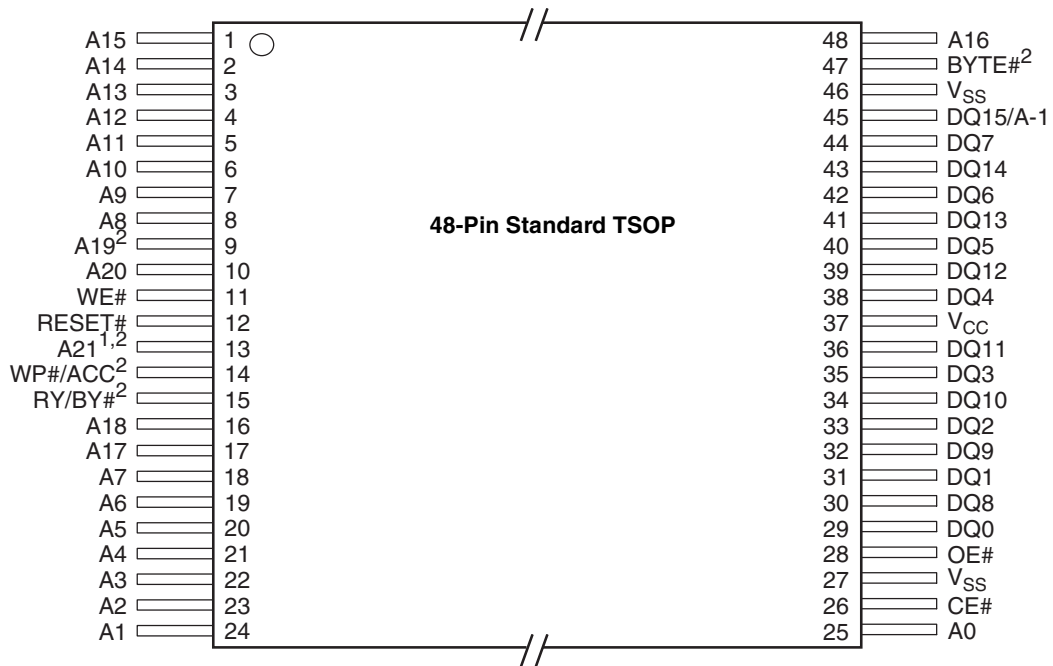 A15 1 48 A16
A14 2 47 BYTE#2
A13 3 46 VSS
A12 4 45 DQ15/A-1
A11 5 44 DQ7
A10 6 43 DQ14
A9 7 42 DQ6
A8 8 41 DQ13
48-Pin Standard TSOP
A192 9 40 DQ5
A20 10 39 DQ12
WE# 11 38 DQ4
RESET# 12 37 VCC
A211,2 13 36 DQ11
WP#/ACC2 14 35 DQ3
RY/BY#2 15 34 DQ10
A18 16 33 DQ2
A17 17 32 DQ9
A7 18 31 DQ1
A6 19 30 DQ8
A5 20 29 DQ0
A4 21 28 OE#
A3 22 27 VSS
A2 23 26 CE#
A1 24 25 A0